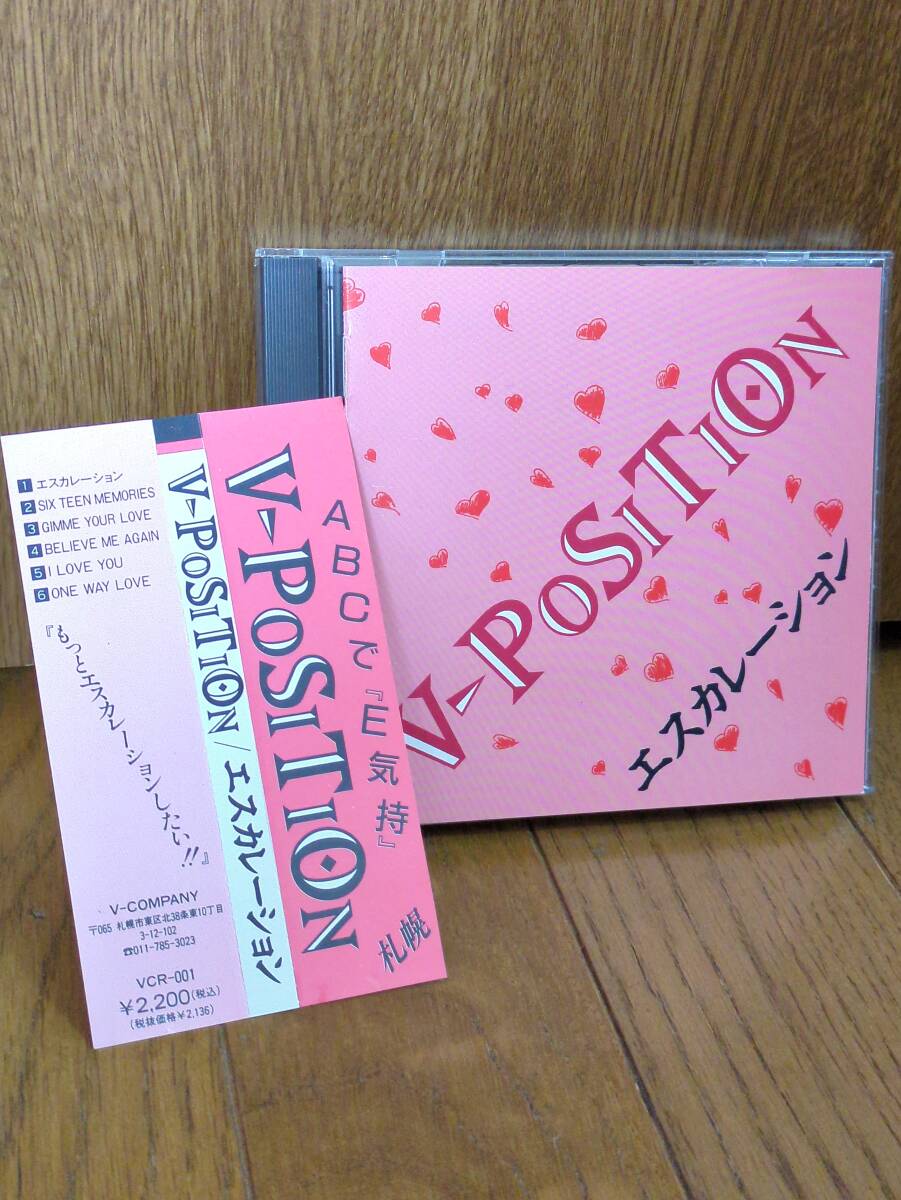 V-POSITION
エスカレーション
ABCで『E気持』
札幌
V-POSITION
V-POSITION/エスカレーション
1 エスカレーション
2 SIX TEEN MEMORIES
3 GIMME YOUR LOVE
4 BELIEVE ME AGAIN
5 I LOVE YOU
6 ONE WAY LOVE
『もっとエスカレーションしたい!!』
V-COMPANY
〒065 札幌市東区北38条東10丁目
3-12-102
☎011-785-3023
VCR-001
¥2,200(税込)
(税抜価格¥2,136)